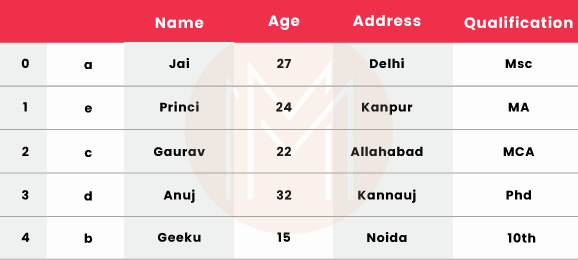 Name Age Address Qualification
0 a Jai 27 Delhi Msc
1 e Princi 24 Kanpur MA
2 c Gaurav 22 Allahabad MCA
3 d Anuj 32 Kannauj Phd
4 b Geeku 15 Noida 10th